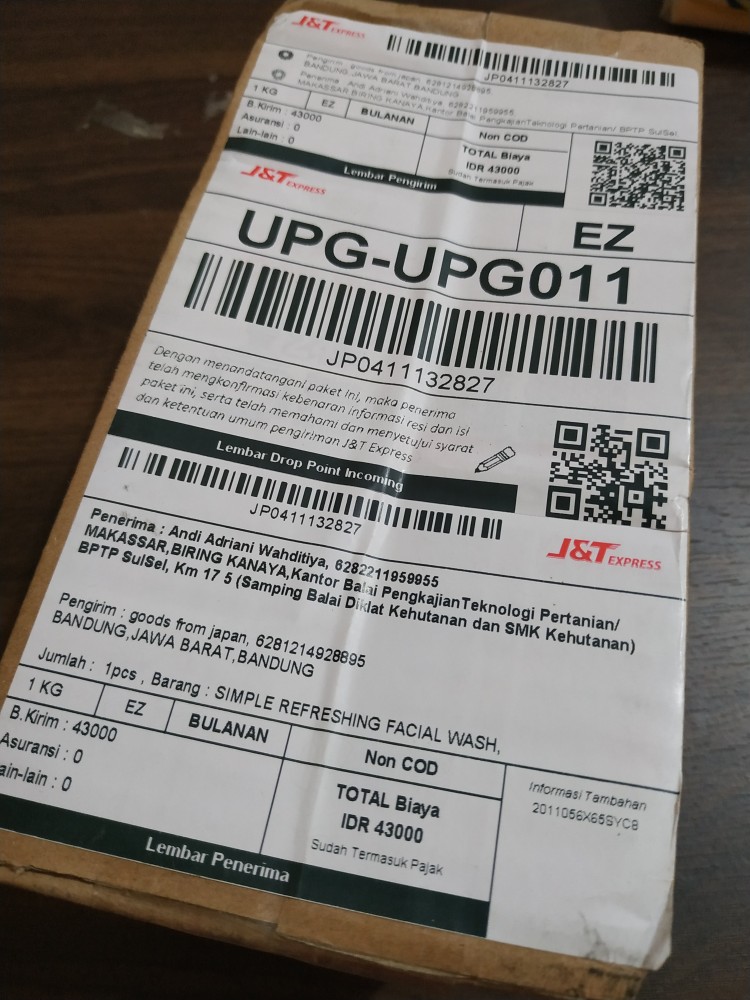 J&T EXPRESS
JP0411132827
Pengirim : goods from japan, 6281214928895
BANDUNG,JAWA BARAT,BANDUNG
Penerima : Andi Adriani Wahditiya, 6282211959955
MAKASSAR,BIRING KANAYA,Kantor Balai PengkajianTeknologi Pertanian/ BPTP SulSel,
1 KG
EZ
BULANAN
Non COD
B.Kirim : 43000
Asuransi : 0
Lain-lain : 0
TOTAL Biaya
IDR 43000
Sudah Termasuk Pajak
Lembar Pengirim
J&T EXPRESS
EZ
UPG-UPG011
JP0411132827
Dengan menandatangani paket ini, maka penerima
telah mengkonfirmasi kebenaran informasi resi dan isi
paket ini, serta telah memahami dan menyetujui syarat
dan ketentuan umum pengiriman J&T Express
Lembar Drop Point Incoming
JP0411132827
J&T EXPRESS
Penerima : Andi Adriani Wahditiya, 6282211959955
MAKASSAR,BIRING KANAYA,Kantor Balai PengkajianTeknologi Pertanian/
BPTP SulSel, Km 17 5 (Samping Balai Diklat Kehutanan dan SMK Kehutanan)
Pengirim : goods from japan, 6281214928895
BANDUNG,JAWA BARAT,BANDUNG
Jumlah : 1pcs , Barang : SIMPLE REFRESHING FACIAL WASH,
1 KG
EZ
BULANAN
Non COD
B.Kirim : 43000
Asuransi : 0
ain-lain : 0
TOTAL Biaya
IDR 43000
Sudah Termasuk Pajak
Informasi Tambahan
2011056X65SYC8
Lembar Penerima